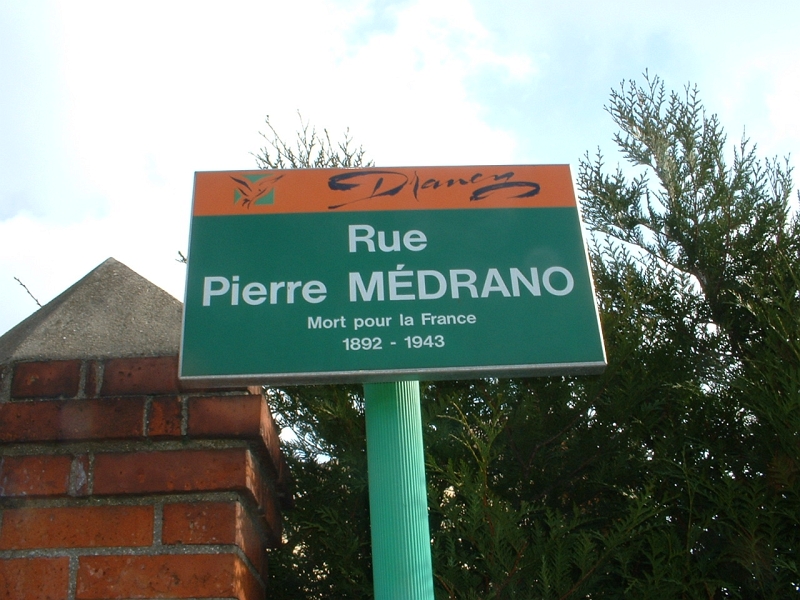 Drancy
Rue
Pierre MÉDRANO
Mort pour la France
1892 - 1943